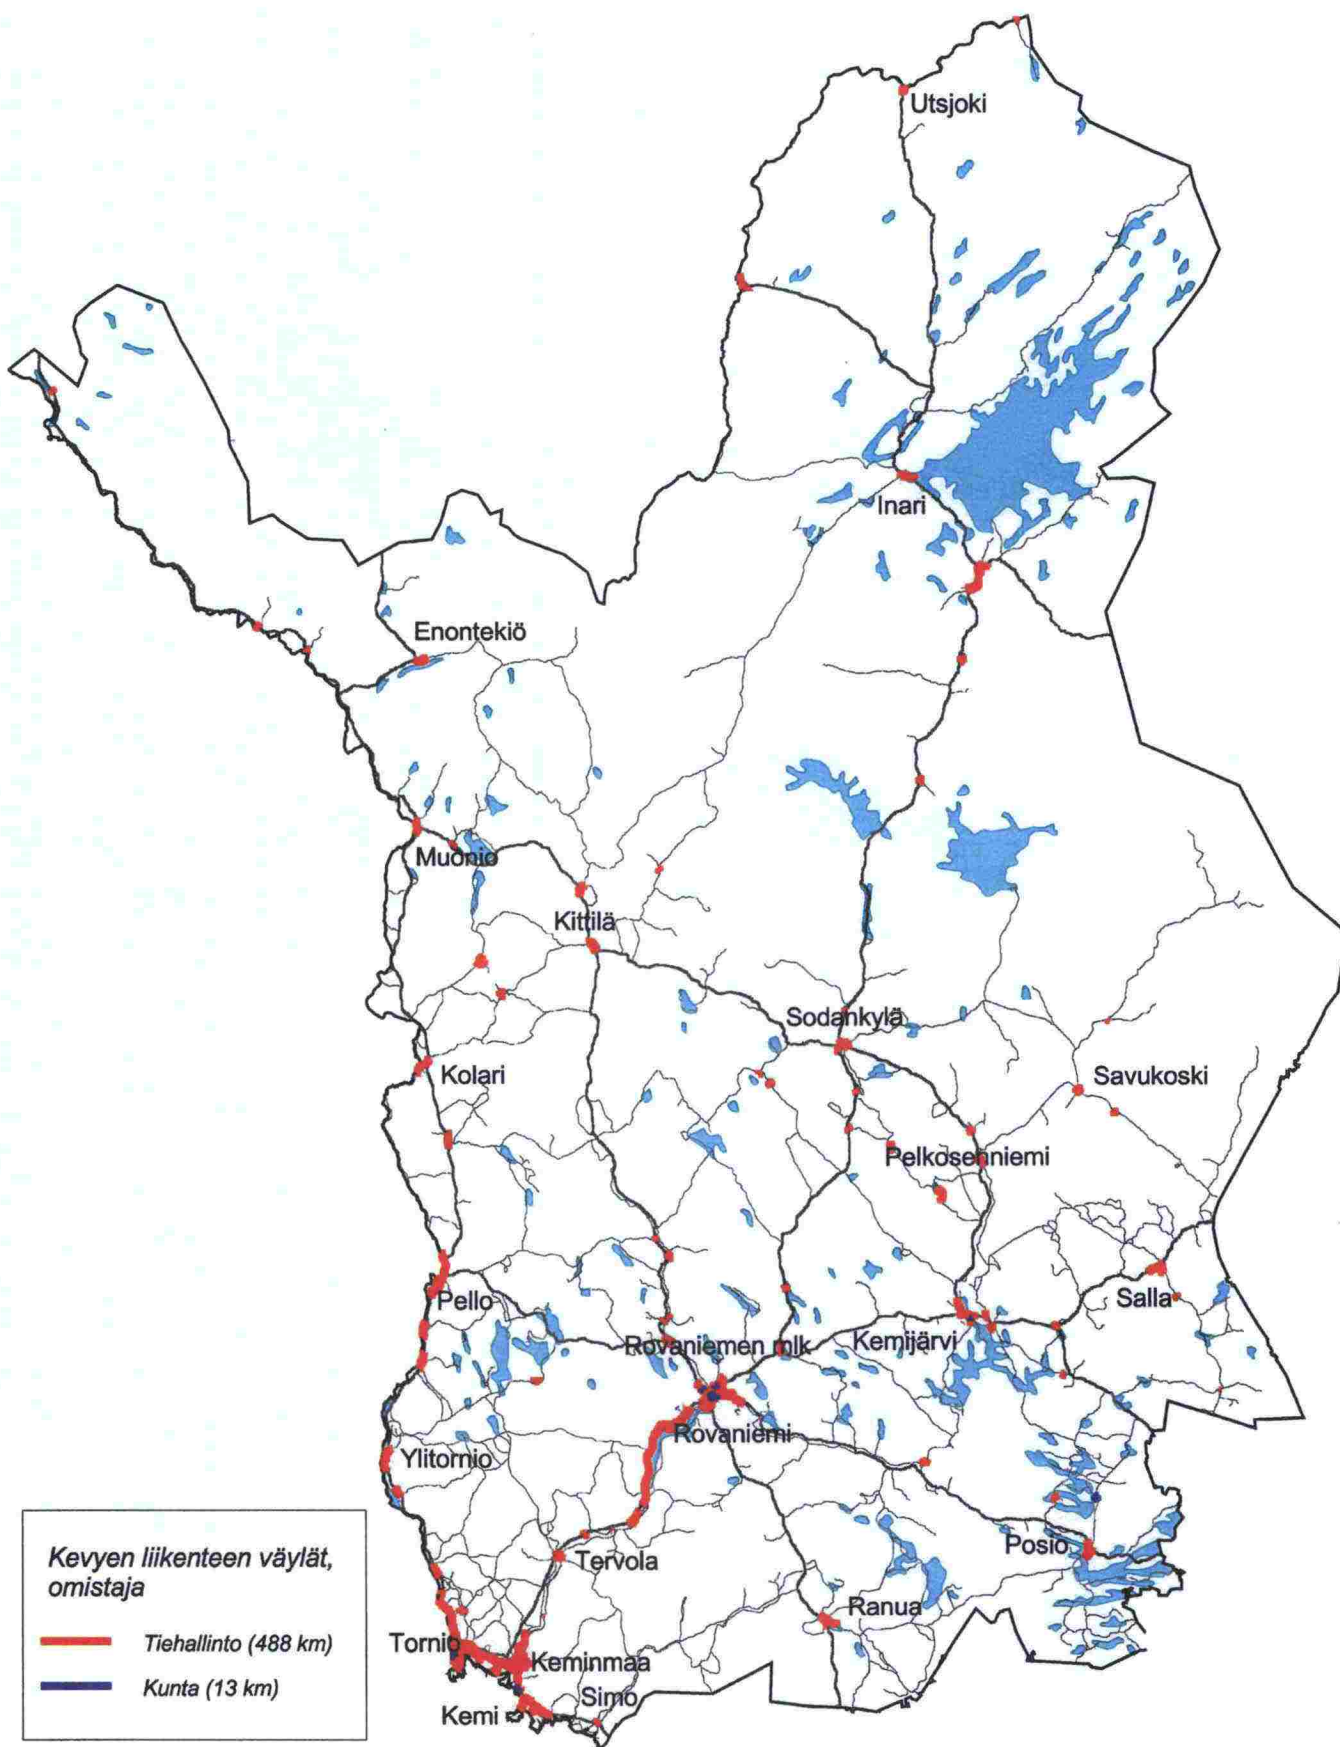 Utsjoki
Inari
Enontekiö
Muonio
Kittilä
Sodankylä
Kolari
Savukoski
Pelkosenniemi
Pello
Salla
Rovaniemen mlk
Kemijärvi
Rovaniemi
Ylitornio
Posio
Tervola
Ranua
Tornio
Keminmaa
Simo
Kemi
Kevyen liikenteen väylät,
omistaja
Tiehallinto (488 km)
Kunta (13 km)